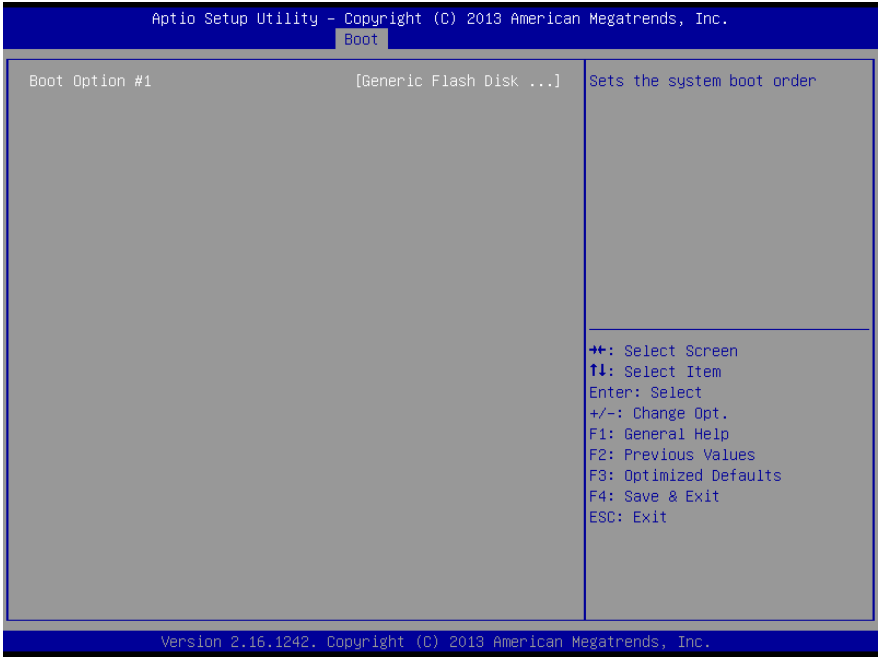 Aptio Setup Utility – Copyright (C) 2013 American Megatrends, Inc.
Boot
Boot Option #1 [Generic Flash Disk ...]
Sets the system boot order
→←: Select Screen
↑↓: Select Item
Enter: Select
+/-: Change Opt.
F1: General Help
F2: Previous Values
F3: Optimized Defaults
F4: Save & Exit
ESC: Exit
Version 2.16.1242. Copyright (C) 2013 American Megatrends, Inc.